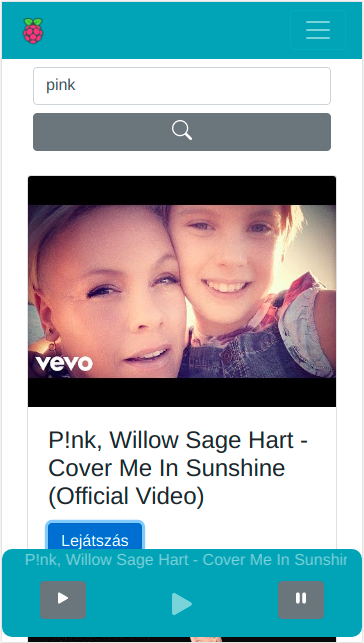 pink
vevo
P!nk, Willow Sage Hart -
Cover Me In Sunshine
(Official Video)
Lejátszás
P!nk, Willow Sage Hart - Cover Me In Sunshin